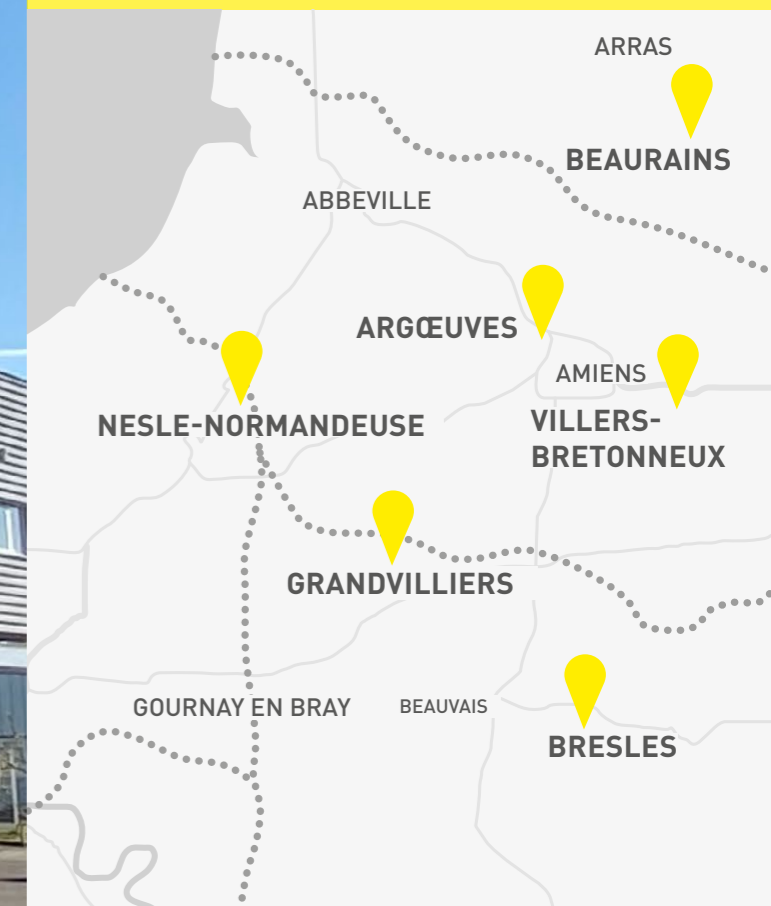 ARRAS
BEAURAINS
ABBEVILLE
ARGŒUVES
AMIENS
NESLE-NORMANDEUSE
VILLERS-
BRETONNEUX
GRANDVILLIERS
GOURNAY EN BRAY
BEAUVAIS
BRESLES